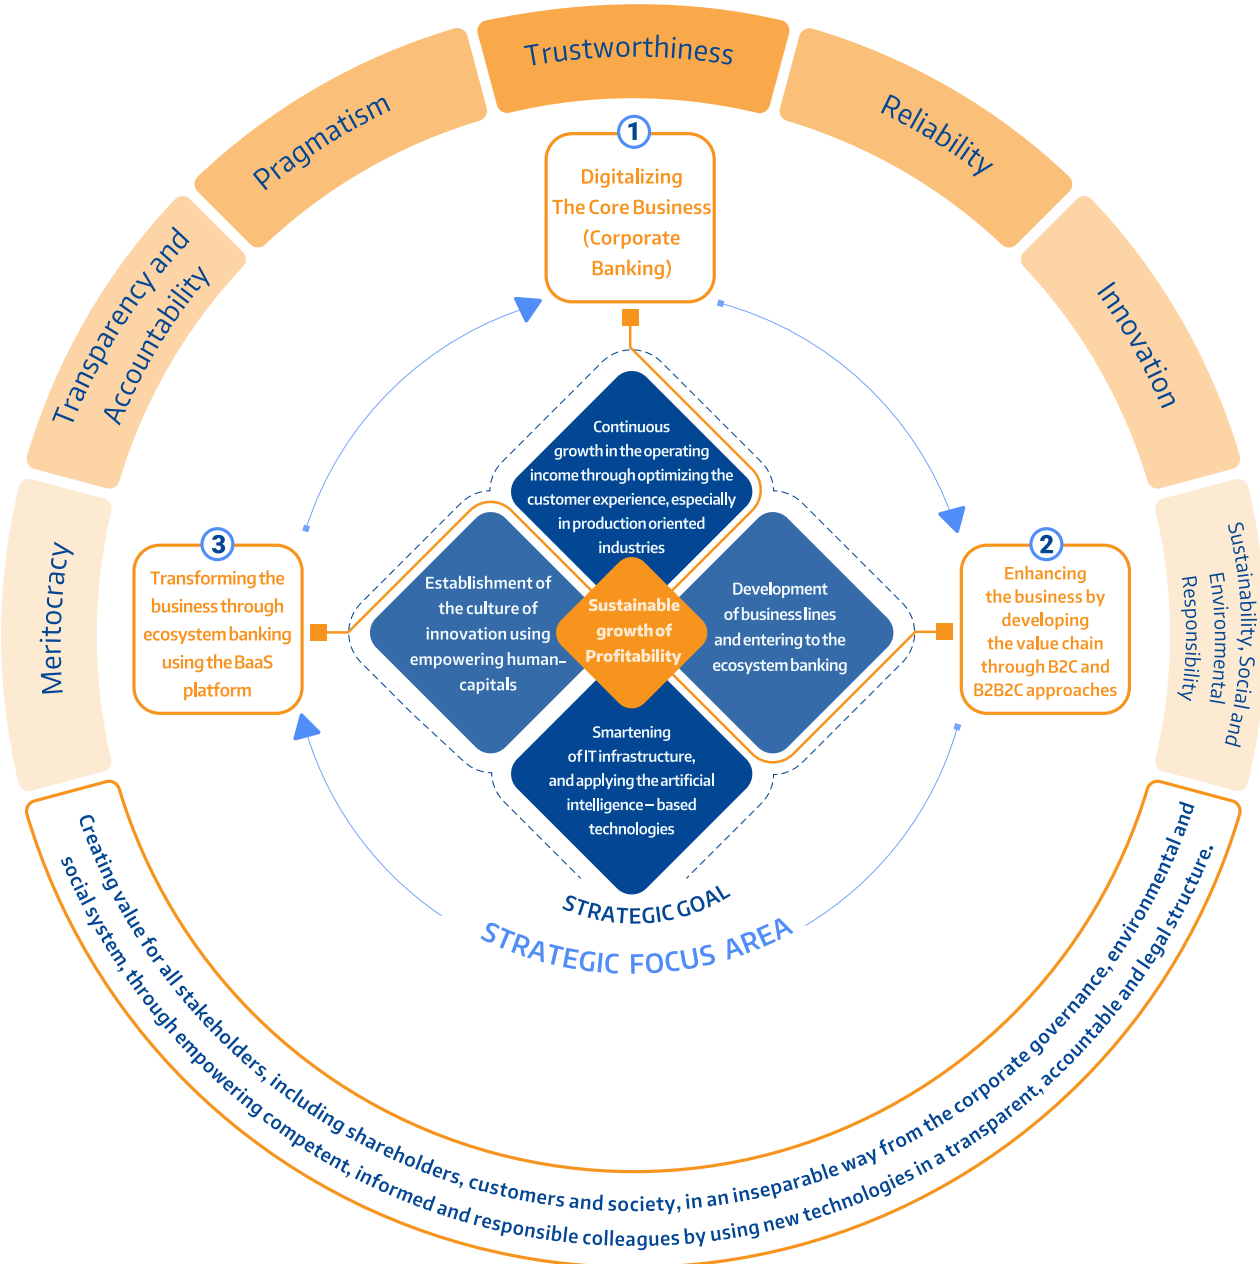 Trustworthiness
Pragmatism
Reliability
Transparency and
Accountability
Innovation
Meritocracy
Sustainability, Social and
Environmental
Responsibility
1
Digitalizing
The Core Business
(Corporate
Banking)
2
Enhancing
the business by
developing
the value chain
through B2C and
B2B2C approaches
3
Transforming the
business through
ecosystem banking
using the BaaS
platform
Continuous
growth in the operating
income through optimizing the
customer experience, especially
in production oriented
industries
Establishment of
the culture of
innovation using
empowering human–
capitals
Sustainable
growth of
Profitability
Development
of business lines
and entering to the
ecosystem banking
Smartening
of IT infrastructure,
and applying the artificial
intelligence – based
technologies
STRATEGIC GOAL
STRATEGIC FOCUS AREA
Creating value for all stakeholders, including shareholders, customers and society, in an inseparable way from the corporate governance, environmental and
social system, through empowering competent, informed and responsible colleagues by using new technologies in a transparent, accountable and legal structure.